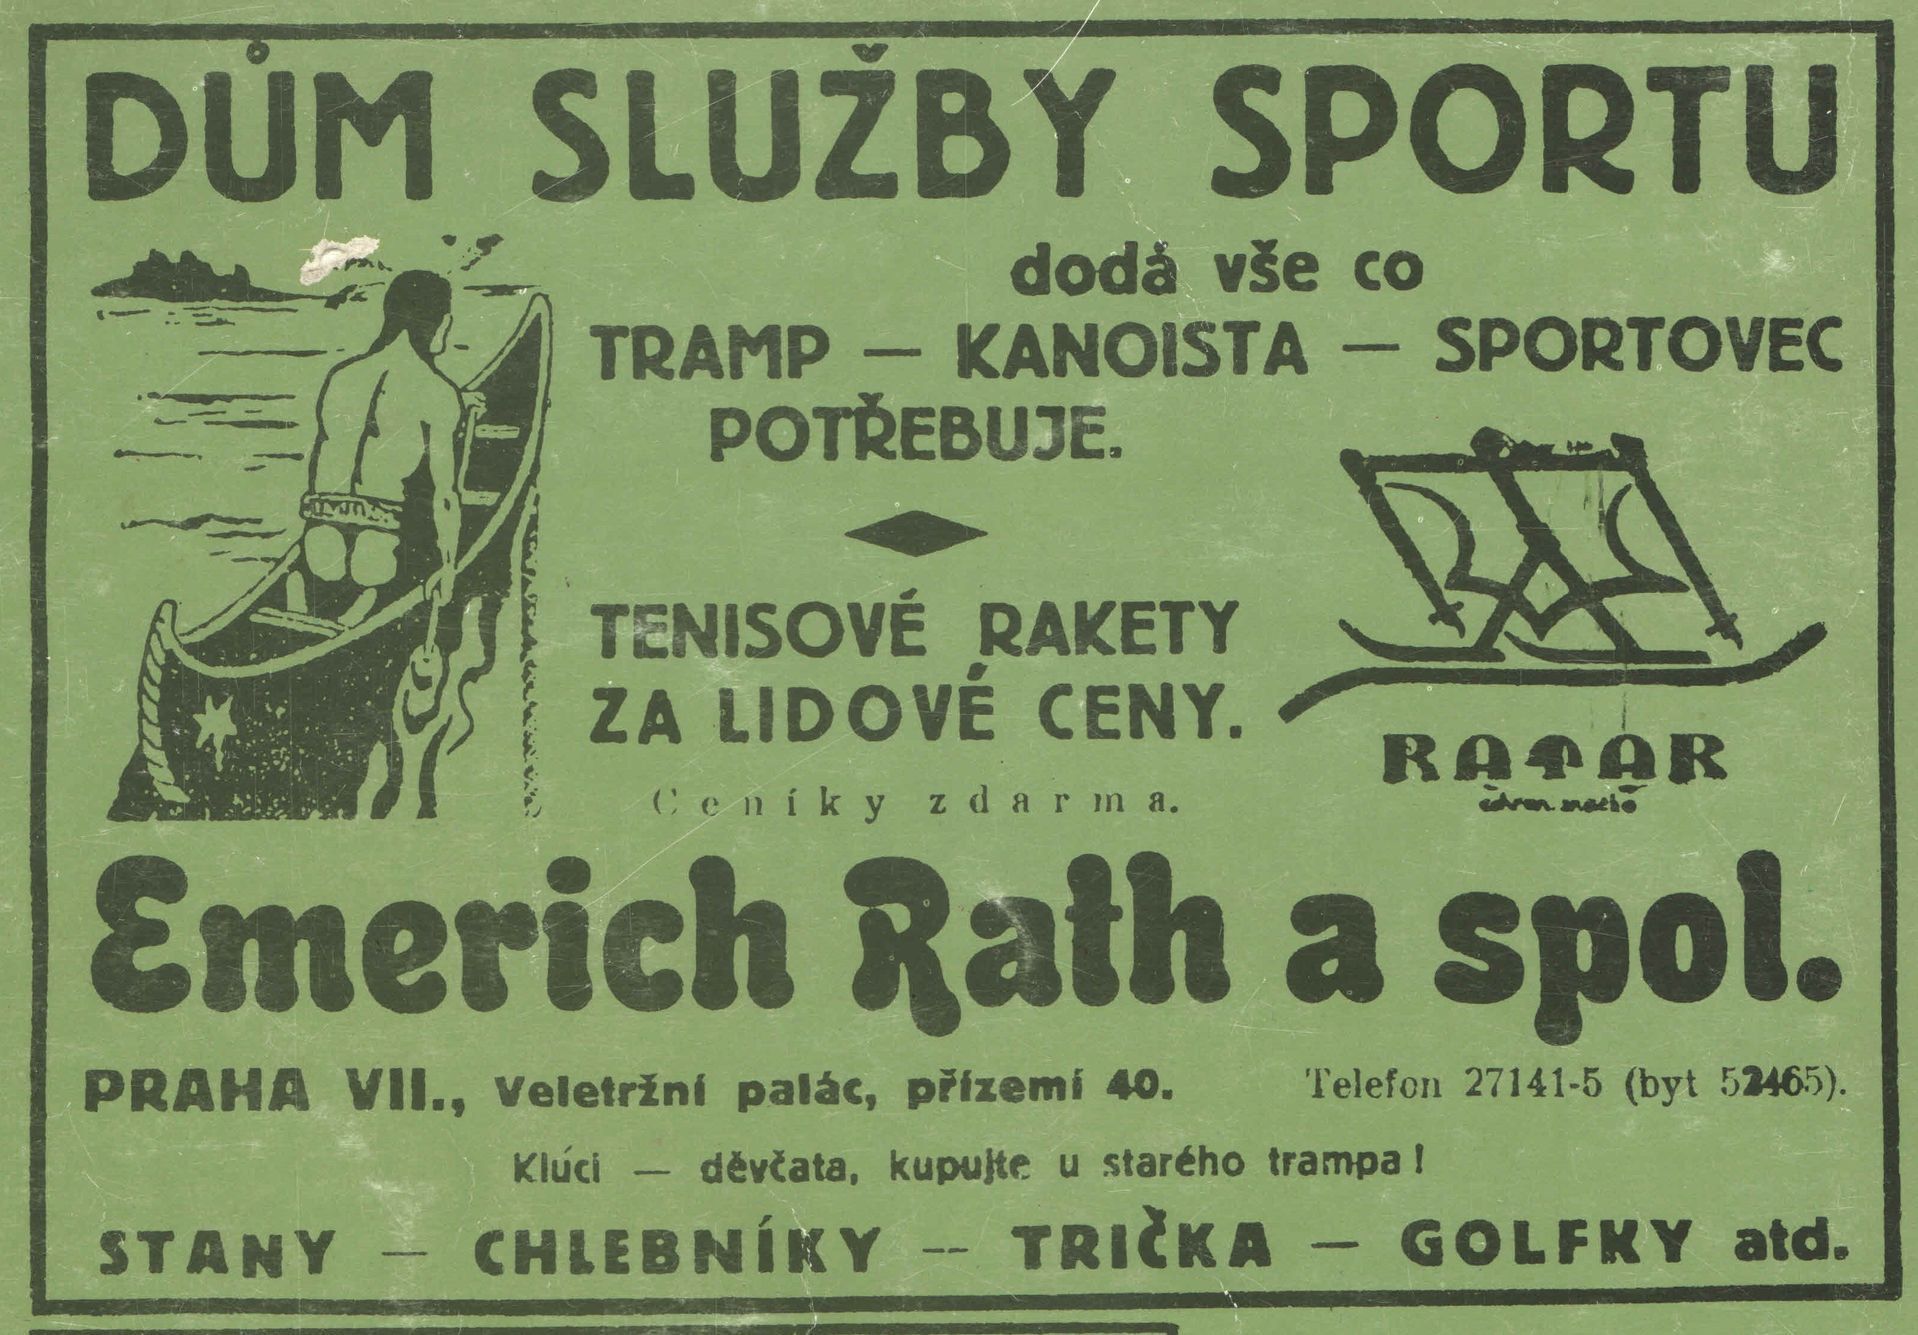 DŮM SLUŽBY SPORTU
dodá vše co
TRAMP — KANOISTA — SPORTOVEC
POTŘEBUJE.
TENISOVÉ RAKETY
ZA LIDOVÉ CENY.
Ceníky zdarma.
RATAR
Emerich Rath a spol.
PRAHA VII., Veletržní palác, přízemí 40. Telefon 27141-5 (byt 52465).
Klúci — děvčata, kupujte u starého trampa!
STANY — CHLEBNÍKY — TRIČKA — GOLFKY atd.